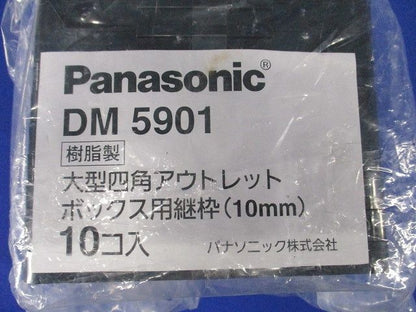 Panasonic®
DM 5901
樹脂製
大型四角アウトレット
ボックス用継枠(10mm)
10コ入 パナソニック株式会社